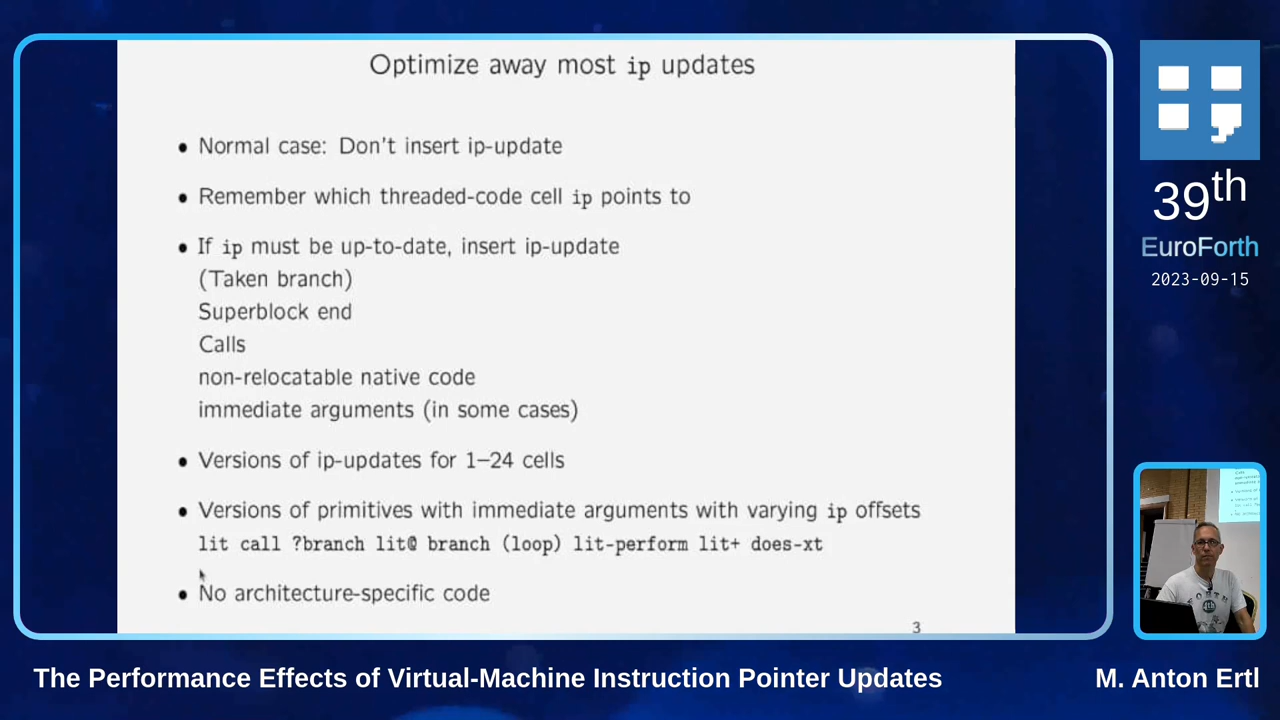 Optimize away most ip updates
• Normal case: Don't insert ip-update
• Remember which threaded-code cell ip points to
• If ip must be up-to-date, insert ip-update
(Taken branch)
Superblock end
Calls
non-relocatable native code
immediate arguments (in some cases)
• Versions of ip-updates for 1–24 cells
• Versions of primitives with immediate arguments with varying ip offsets
lit call ?branch lit@ branch (loop) lit-perform lit+ does-xt
• No architecture-specific code
3
39th
EuroForth
2023-09-15
The Performance Effects of Virtual-Machine Instruction Pointer Updates
M. Anton Ertl